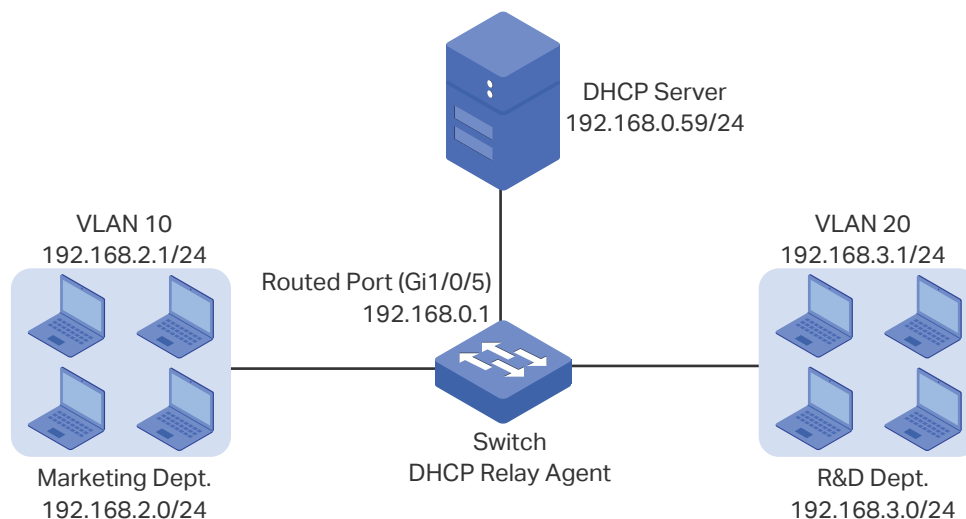 DHCP Server
192.168.0.59/24
VLAN 10
192.168.2.1/24
VLAN 20
192.168.3.1/24
Routed Port (Gi1/0/5)
192.168.0.1
Switch
DHCP Relay Agent
Marketing Dept.
192.168.2.0/24
R&D Dept.
192.168.3.0/24